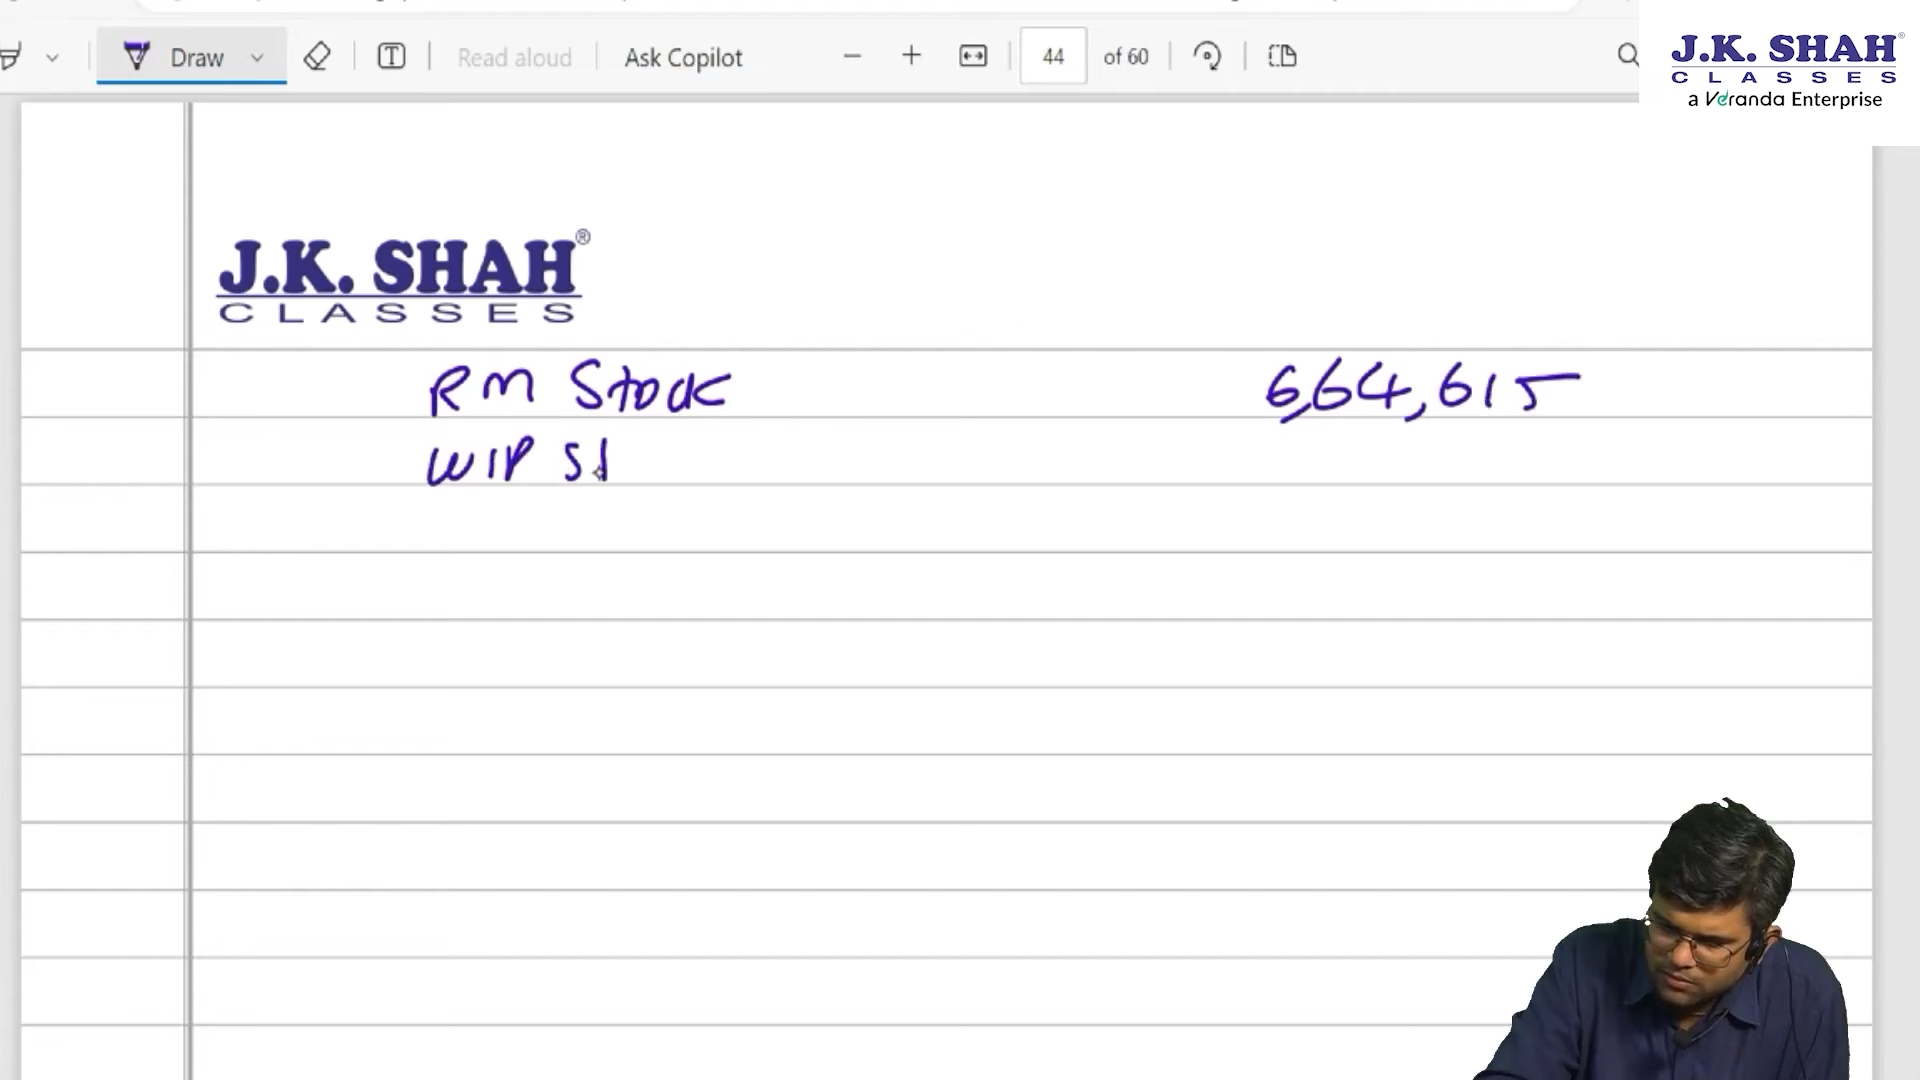 Draw
Read aloud
Ask Copilot
44 of 60
J.K. SHAH®
CLASSES
a Veranda Enterprise
J.K. SHAH®
CLASSES
RM Stock 6,64,615
WIP St